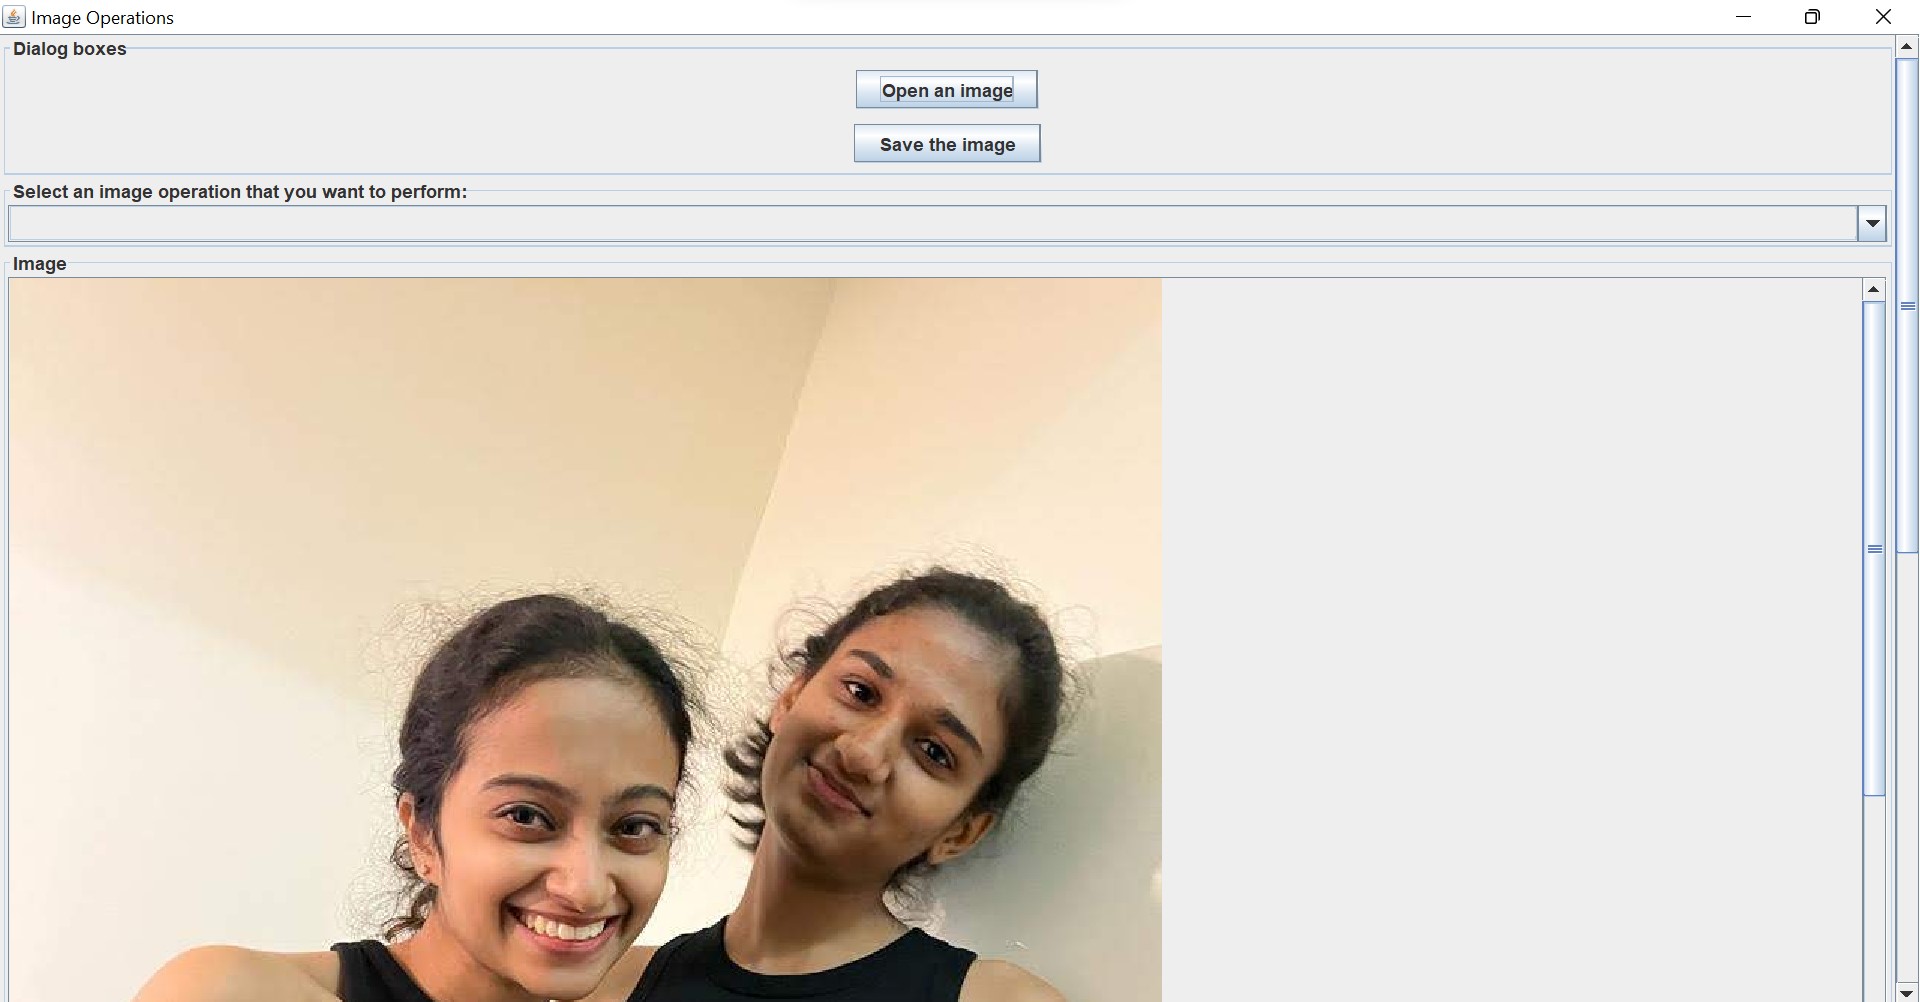 Image Operations
Dialog boxes
Open an image
Save the image
Select an image operation that you want to perform:
Image